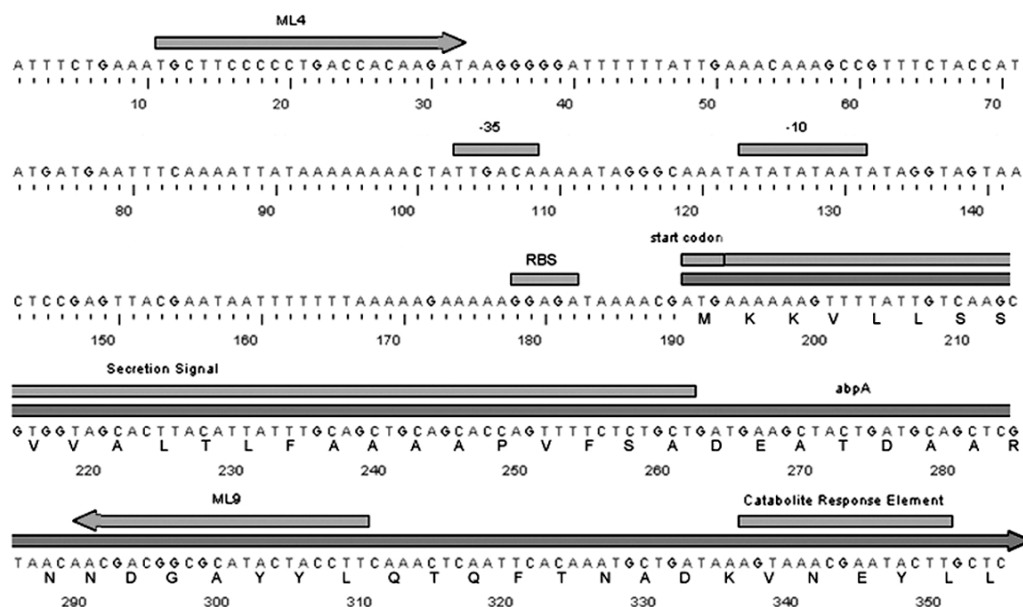 ML4
ATTTCTGAAATGCTTCCCCCTGACCACAAGATAAGGGGGATTTTTTATTGAAACAAAGCCGTTTCTACCAT
10 20 30 40 50 60 70
-35 -10
ATGATGAATTTCAAAATTATAAAAAAAACTATTGACAAAAATAGGGCAAATATATATAATATAGGTAGTAA
80 90 100 110 120 130 140
start codon
RBS
CTCCGAGTTACGAATAATTTTTTTAAAAAGAAAAAGGAGATAAAACGATGAAAAAAGTTTTATTGTCAAGC
M K K V L L S S
150 160 170 180 190 200 210
Secretion Signal abpA
GTGGTAGCACTTACATTATTTGCAGCTGCAGCACCAGTTTTCTCTGCTGATGAAGCTACTGATGCAGCTCG
V V A L T L F A A A P V F S A D E A T D A A R
220 230 240 250 260 270 280
ML9 Catabolite Response Element
TAACAACGACGGCGCATACTACCTTCAAACTCAATTCACAAATGCTGATAAAGTAAACGAATACTTGCTC
N N D G A Y Y L Q T Q F T N A D K V N E Y L L
290 300 310 320 330 340 350